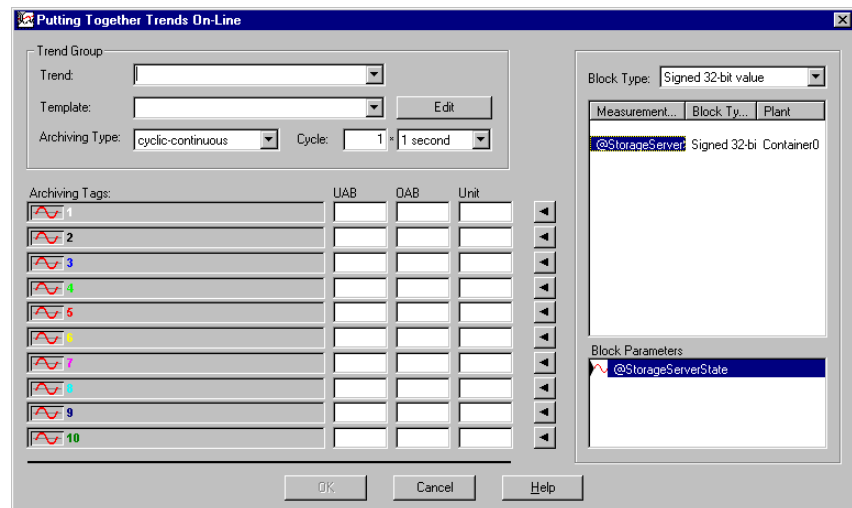 Putting Together Trends On-Line
Trend Group
Trend:
Template:
Edit
Archiving Type: cyclic-continuous Cycle: 1 * 1 second
Block Type: Signed 32-bit value
Measurement... Block Ty... Plant
@StorageServer Signed 32-bi Container0
Archiving Tags: UAB OAB Unit
1
2
3
4
5
6
7
8
9
10
Block Parameters
@StorageServerState
OK Cancel Help